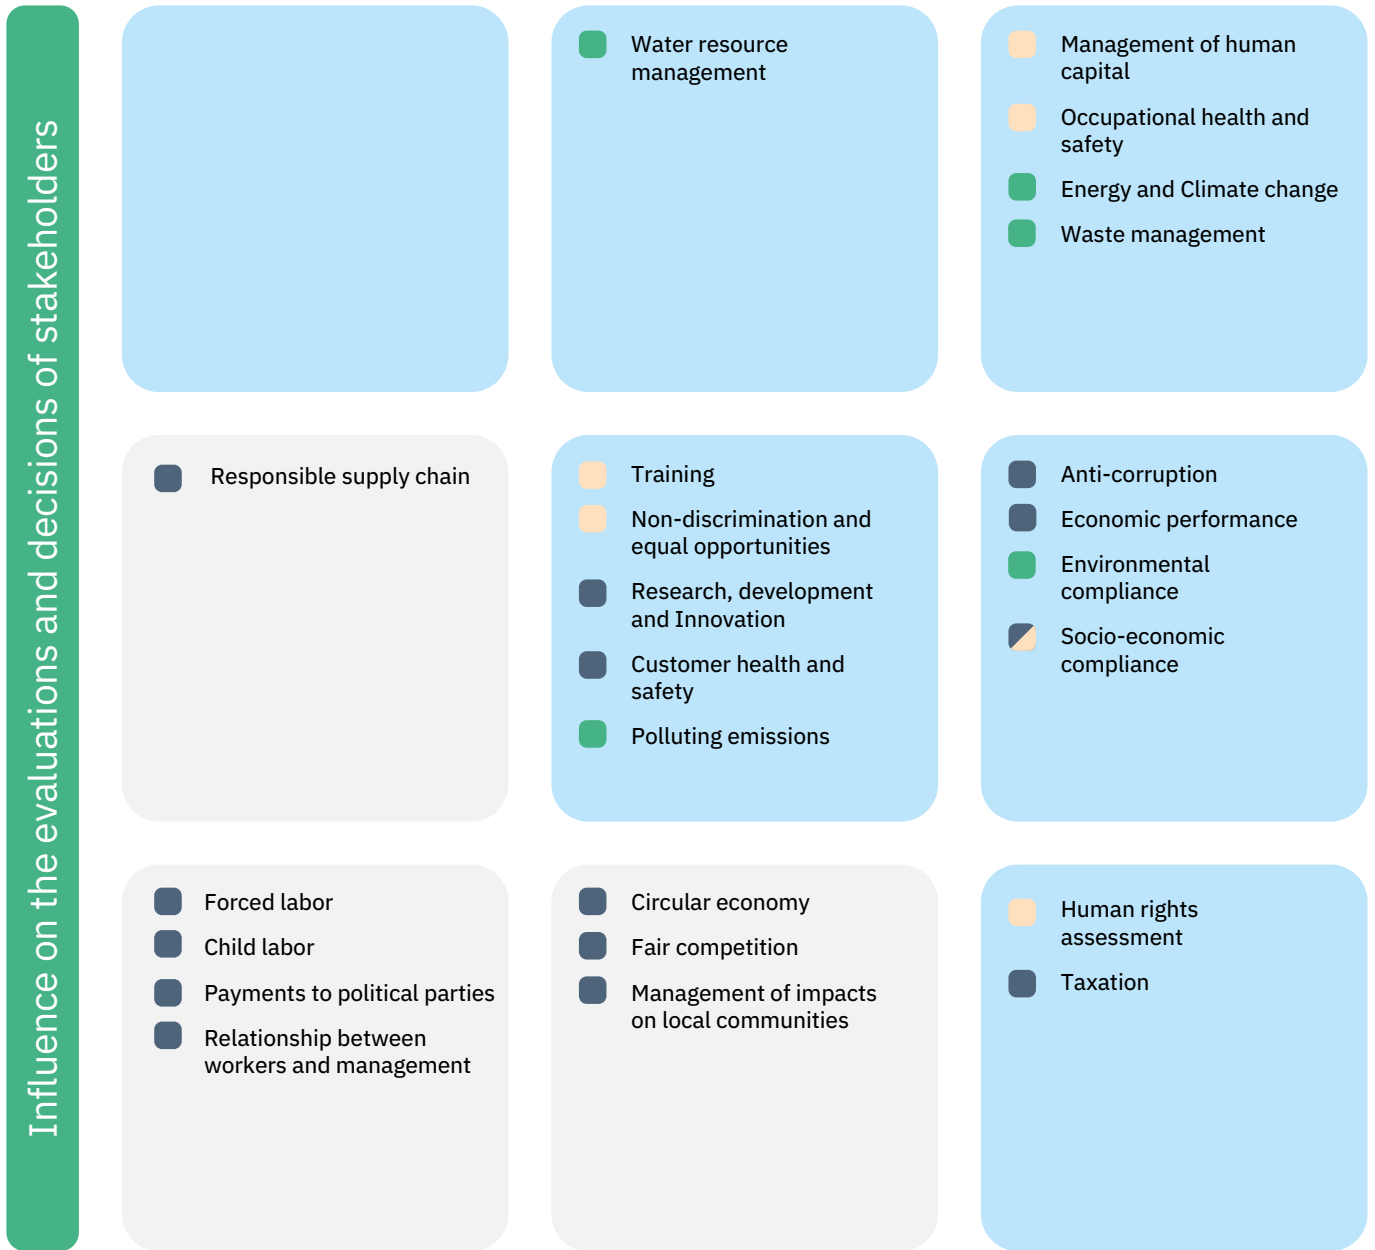 Influence on the evaluations and decisions of stakeholders
Water resource
management
Management of human
capital
Occupational health and
safety
Energy and Climate change
Waste management
Responsible supply chain
Training
Non-discrimination and
equal opportunities
Research, development
and Innovation
Customer health and
safety
Polluting emissions
Anti-corruption
Economic performance
Environmental
compliance
Socio-economic
compliance
Forced labor
Child labor
Payments to political parties
Relationship between
workers and management
Circular economy
Fair competition
Management of impacts
on local communities
Human rights
assessment
Taxation